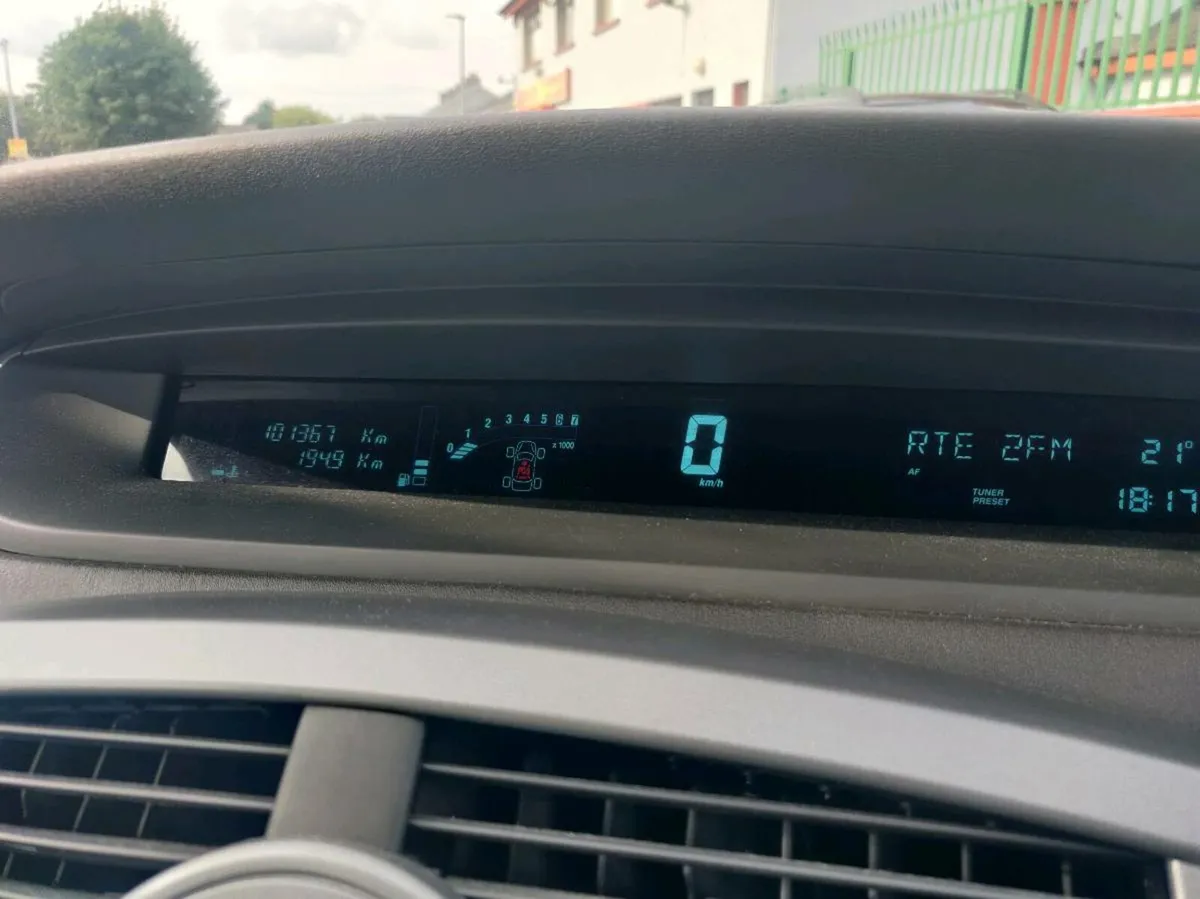 101367 Km
1949 Km
0 1 2 3 4 5 6 7
x 1000
0
km/h
RTE 2FM
AF
TUNER
PRESET
21°
18:17